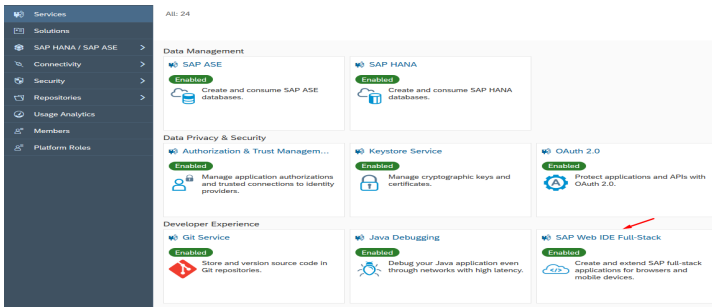 Services
Solutions
SAP HANA / SAP ASE
Connectivity
Security
Repositories
Usage Analytics
Members
Platform Roles
All: 24
Data Management
SAP ASE
Enabled
Create and consume SAP ASE
databases.
SAP HANA
Enabled
Create and consume SAP HANA
databases.
Data Privacy & Security
Authorization & Trust Managem...
Enabled
Manage application authorizations
and trusted connections to identity
providers.
Keystore Service
Enabled
Manage cryptographic keys and
certificates.
OAuth 2.0
Enabled
Protect applications and APIs with
OAuth 2.0.
Developer Experience
Git Service
Enabled
Store and version source code in
Git repositories.
Java Debugging
Enabled
Debug your Java application even
through networks with high latency.
SAP Web IDE Full-Stack
Enabled
Create and extend SAP full-stack
applications for browsers and
mobile devices.